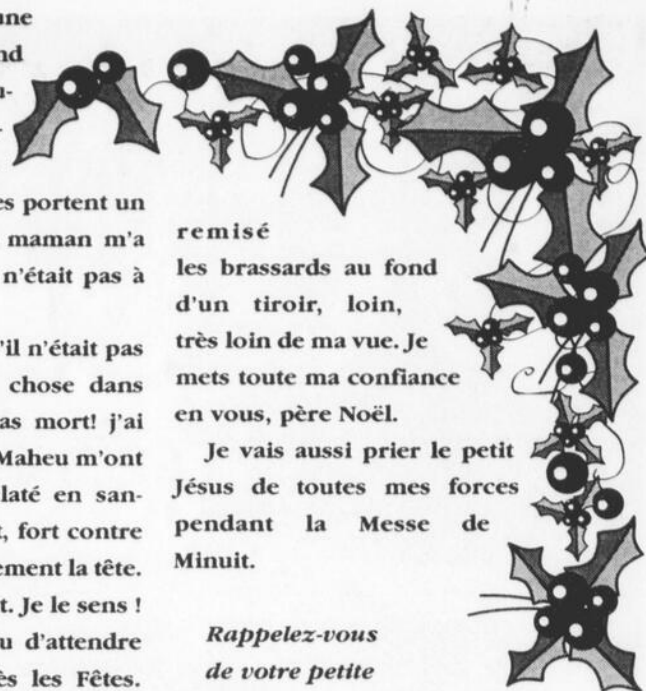 une
nd
u-
-
es portent un
maman m'a
n'était pas à
'il n'était pas
chose dans
as mort! j'ai
Maheu m'ont
laté en san-
t, fort contre
ement la tête.
t. Je le sens !
u d'attendre
ès les Fêtes.
remisé
les brassards au fond
d'un tiroir, loin,
très loin de ma vue. Je
mets toute ma confiance
en vous, père Noël.
Je vais aussi prier le petit
Jésus de toutes mes forces
pendant la Messe de
Minuit.
Rappelez-vous
de votre petite